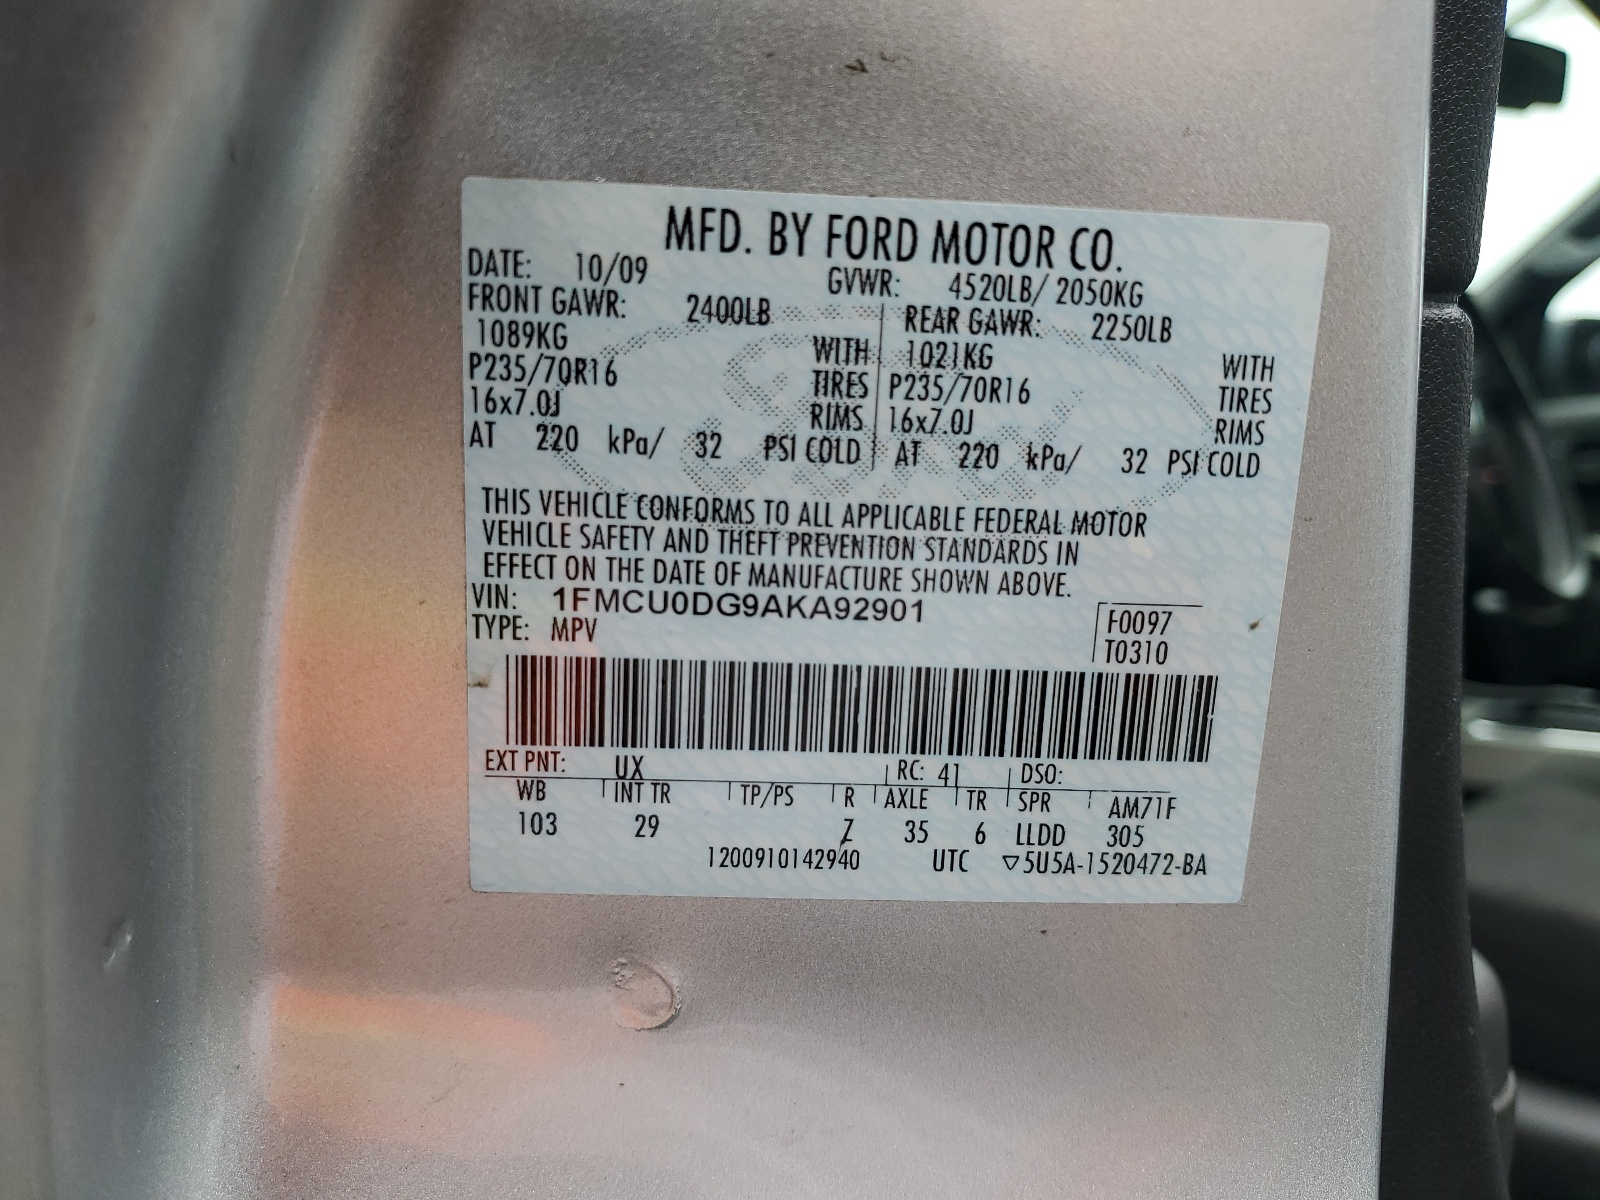 MFD. BY FORD MOTOR CO.
DATE: 10/09 GVWR: 4520LB/ 2050KG
FRONT GAWR: 2400LB REAR GAWR: 2250LB
1089KG WITH 1021KG WITH
P235/70R16 TIRES P235/70R16 TIRES
16x7.0J RIMS 16x7.0J RIMS
AT 220 kPa/ 32 PSI COLD AT 220 kPa/ 32 PSI COLD
THIS VEHICLE CONFORMS TO ALL APPLICABLE FEDERAL MOTOR
VEHICLE SAFETY AND THEFT PREVENTION STANDARDS IN
EFFECT ON THE DATE OF MANUFACTURE SHOWN ABOVE.
VIN: 1FMCU0DG9AKA92901 F0097
TYPE: MPV T0310
EXT PNT: UX RC: 41 DSO:
WB INT TR TP/PS R AXLE TR SPR AM71F
103 29 Z 35 6 LLDD 305
1200910142940 UTC ▽5U5A-1520472-BA
Ford